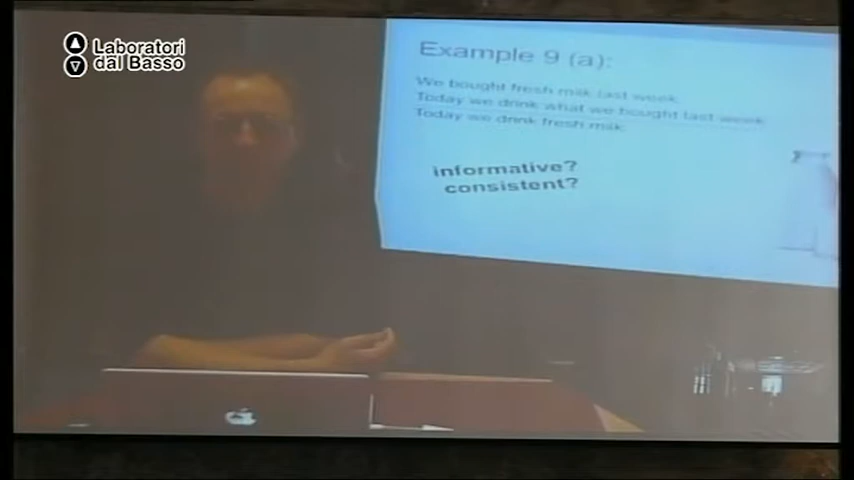 Laboratori
dal Basso
Example 9 (a):
We bought fresh milk last week.
Today we drink what we bought last week.
Today we drink fresh milk.
informative?
consistent?